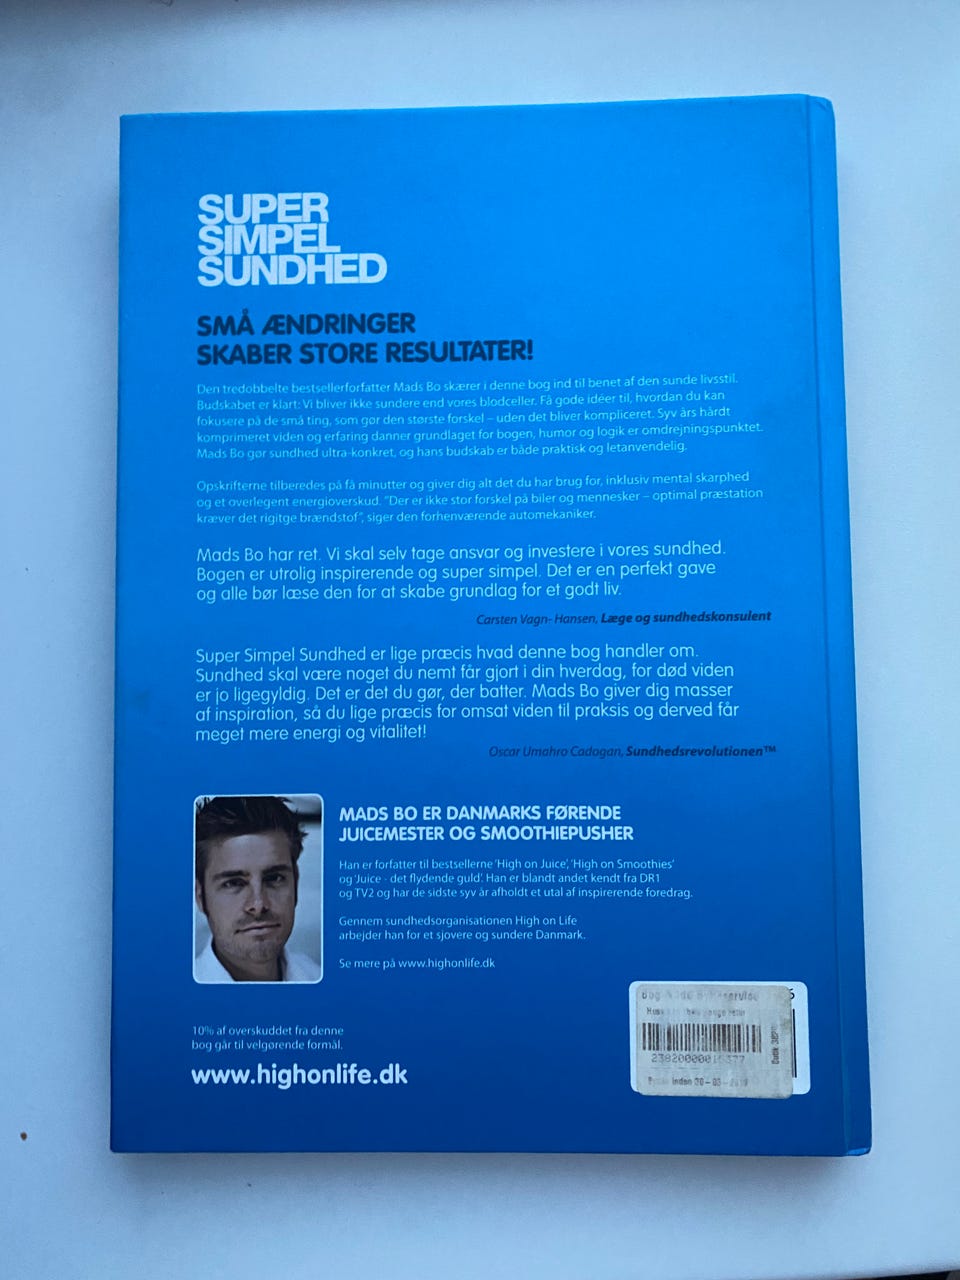 SUPER
SIMPEL
SUNDHED
SMÅ ÆNDRINGER
SKABER STORE RESULTATER!
Den tredobbelte bestsellerforfatter Mads Bo skærer i denne bog ind til benet af den sunde livsstil.
Budskabet er klart: Vi bliver ikke sundere end vores blodceller. Få gode idéer til, hvordan du kan
fokusere på de små ting, som gør den største forskel – uden det bliver kompliceret. Syv års hårdt
komprimeret viden og erfaring danner grundlaget for bogen, humor og logik er omdrejningspunktet.
Mads Bo gør sundhed ultra-konkret, og hans budskab er både praktisk og letanvendelig.
Opskrifterne tilberedes på få minutter og giver dig alt det du har brug for, inklusiv mental skarphed
og et overlegent energioverskud. "Der er ikke stor forskel på biler og mennesker – optimal præstation
kræver det rigitge brændstof", siger den forhenværende automekaniker.
Mads Bo har ret. Vi skal selv tage ansvar og investere i vores sundhed.
Bogen er utrolig inspirerende og super simpel. Det er en perfekt gave
og alle bør læse den for at skabe grundlag for et godt liv.
Carsten Vagn- Hansen, Læge og sundhedskonsulent
Super Simpel Sundhed er lige præcis hvad denne bog handler om.
Sundhed skal være noget du nemt får gjort i din hverdag, for død viden
er jo ligegyldig. Det er det du gør, der batter. Mads Bo giver dig masser
af inspiration, så du lige præcis for omsat viden til praksis og derved får
meget mere energi og vitalitet!
Oscar Umahro Cadogan, Sundhedsrevolutionen™
MADS BO ER DANMARKS FØRENDE
JUICEMESTER OG SMOOTHIEPUSHER
Han er forfatter til bestsellerne 'High on Juice', 'High on Smoothies'
og 'Juice - det flydende guld'. Han er blandt andet kendt fra DR1
og TV2 og har de sidste syv år afholdt et utal af inspirerende foredrag.
Gennem sundhedsorganisationen High on Life
arbejder han for et sjovere og sundere Danmark.
Se mere på www.highonlife.dk
10% af overskuddet fra denne
bog går til velgørende formål.
www.highonlife.dk
Bog
Husk
Butik
inden